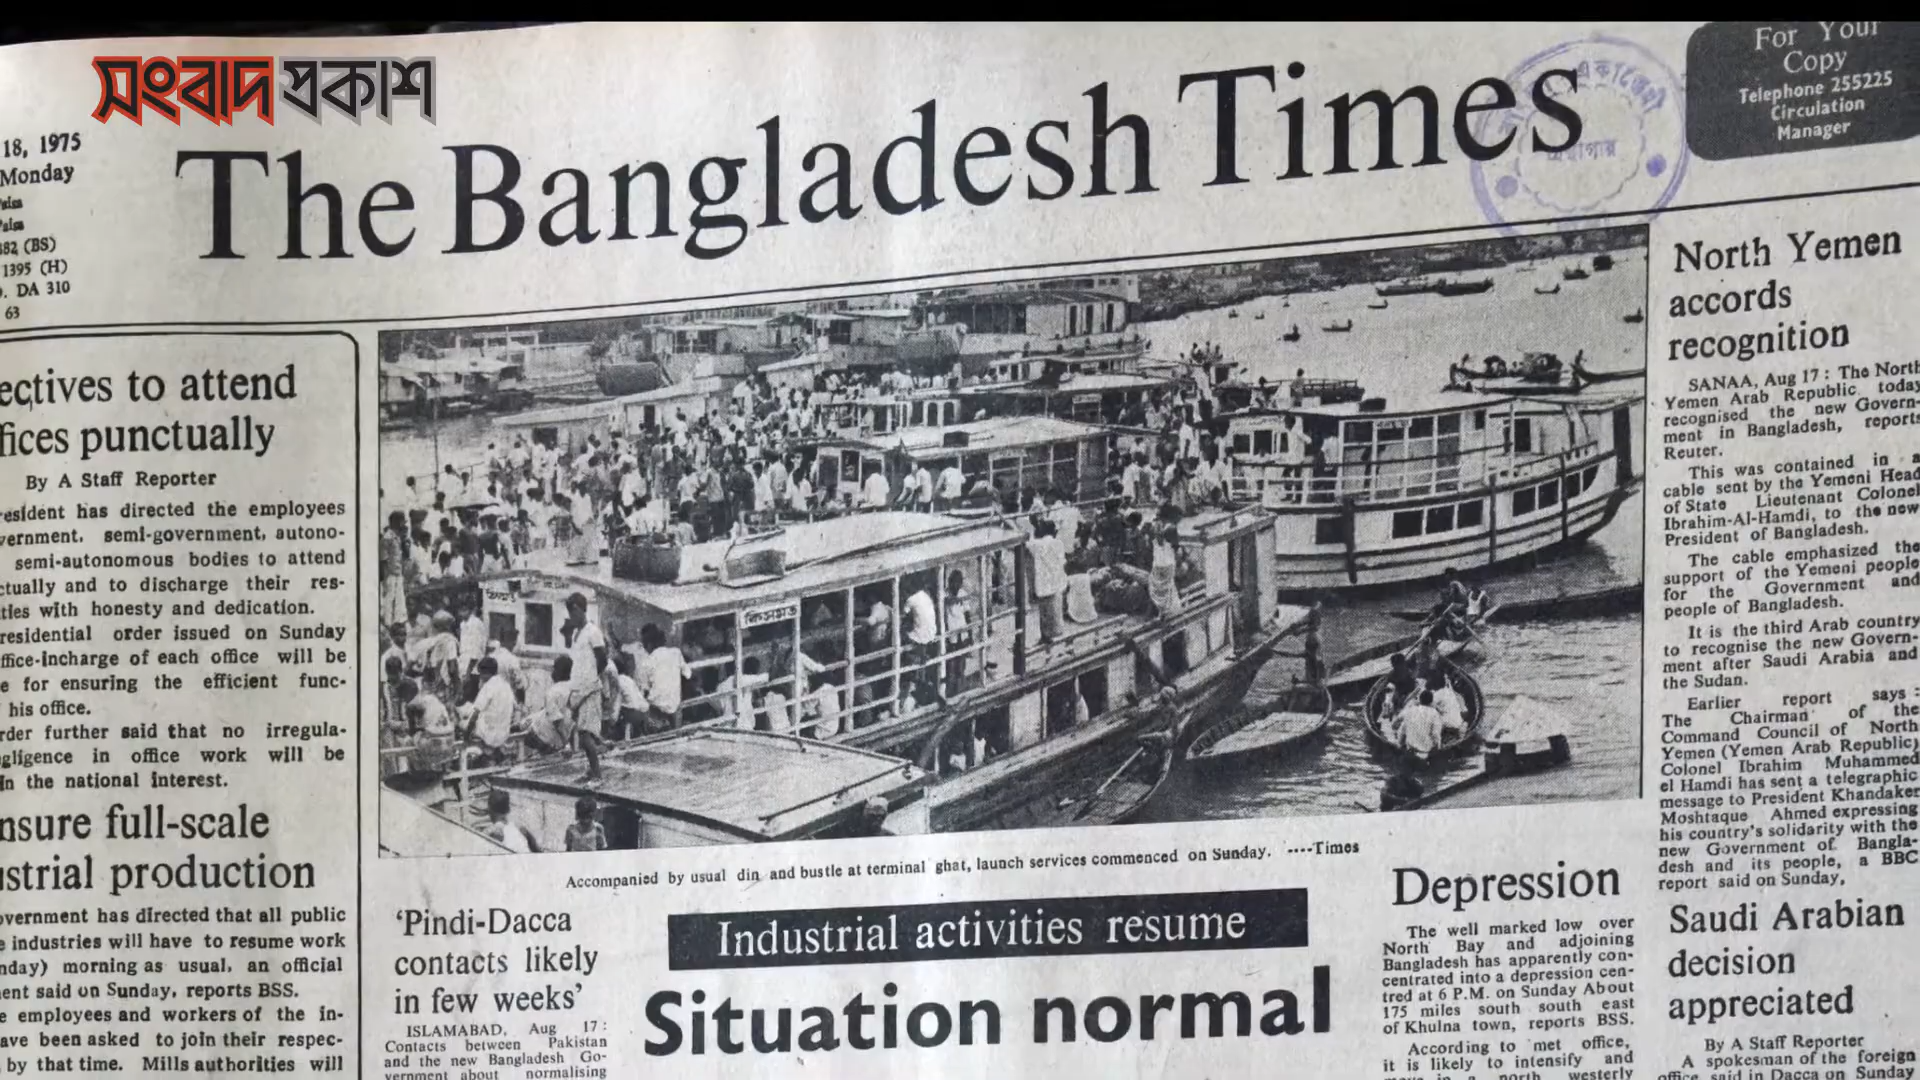 সংবাদ প্রকাশ
The Bangladesh Times
For Your
Copy
Telephone 255225
Circulation
Manager
18, 1975
Monday
382 (BS)
1395 (H)
DA 310
63
ectives to attend
fices punctually
By A Staff Reporter
esident has directed the employees
vernment, semi-government, autono-
semi-autonomous bodies to attend
ctually and to discharge their res-
ties with honesty and dedication.
residential order issued on Sunday
ffice-incharge of each office will be
e for ensuring the efficient func-
his office.
rder further said that no irregula-
gligence in office work will be
in the national interest.
nsure full-scale
ustrial production
overnment has directed that all public
e industries will have to resume work
nday) morning as usual, an official
ent said on Sunday, reports BSS.
e employees and workers of the in-
ave been asked to join their respec-
by that time. Mills authorities will
কিসমত
Accompanied by usual din and bustle at terminal ghat, launch services commenced on Sunday. ----Times
‘Pindi-Dacca
contacts likely
in few weeks’
ISLAMABAD, Aug 17 :
Contacts between Pakistan
and the new Bangladesh Go-
vernment about normalising
Industrial activities resume
Situation normal
Depression
The well marked low over
North Bay and adjoining
Bangladesh has apparently con-
centrated into a depression cen-
tred at 6 P.M. on Sunday About
175 miles south south east
of Khulna town, reports BSS.
According to met office,
it is likely to intensify and
move in a north westerly
North Yemen
accords
recognition
SANAA, Aug 17 : The North
Yemen Arab Republic today
recognised the new Govern-
ment in Bangladesh, reports
Reuter.
This was contained in a
cable sent by the Yemeni Head
of State Lieutenant Colonel
Ibrahim-Al-Hamdi, to the new
President of Bangladesh.
The cable emphasized the
support of the Yemeni people
for the Government and
people of Bangladesh.
It is the third Arab country
to recognise the new Govern-
ment after Saudi Arabia and
the Sudan.
Earlier report says :
The Chairman of the
Command Council of North
Yemen (Yemen Arab Republic)
Colonel Ibrahim Muhammed
el Hamdi has sent a telegraphic
message to President Khandaker
Moshtaque Ahmed expressing
his country's solidarity with the
new Government of Bangla-
desh and its people, a BBC
report said on Sunday,
Saudi Arabian
decision
appreciated
By A Staff Reporter
A spokesman of the foreign
office said in Dacca on Sunday